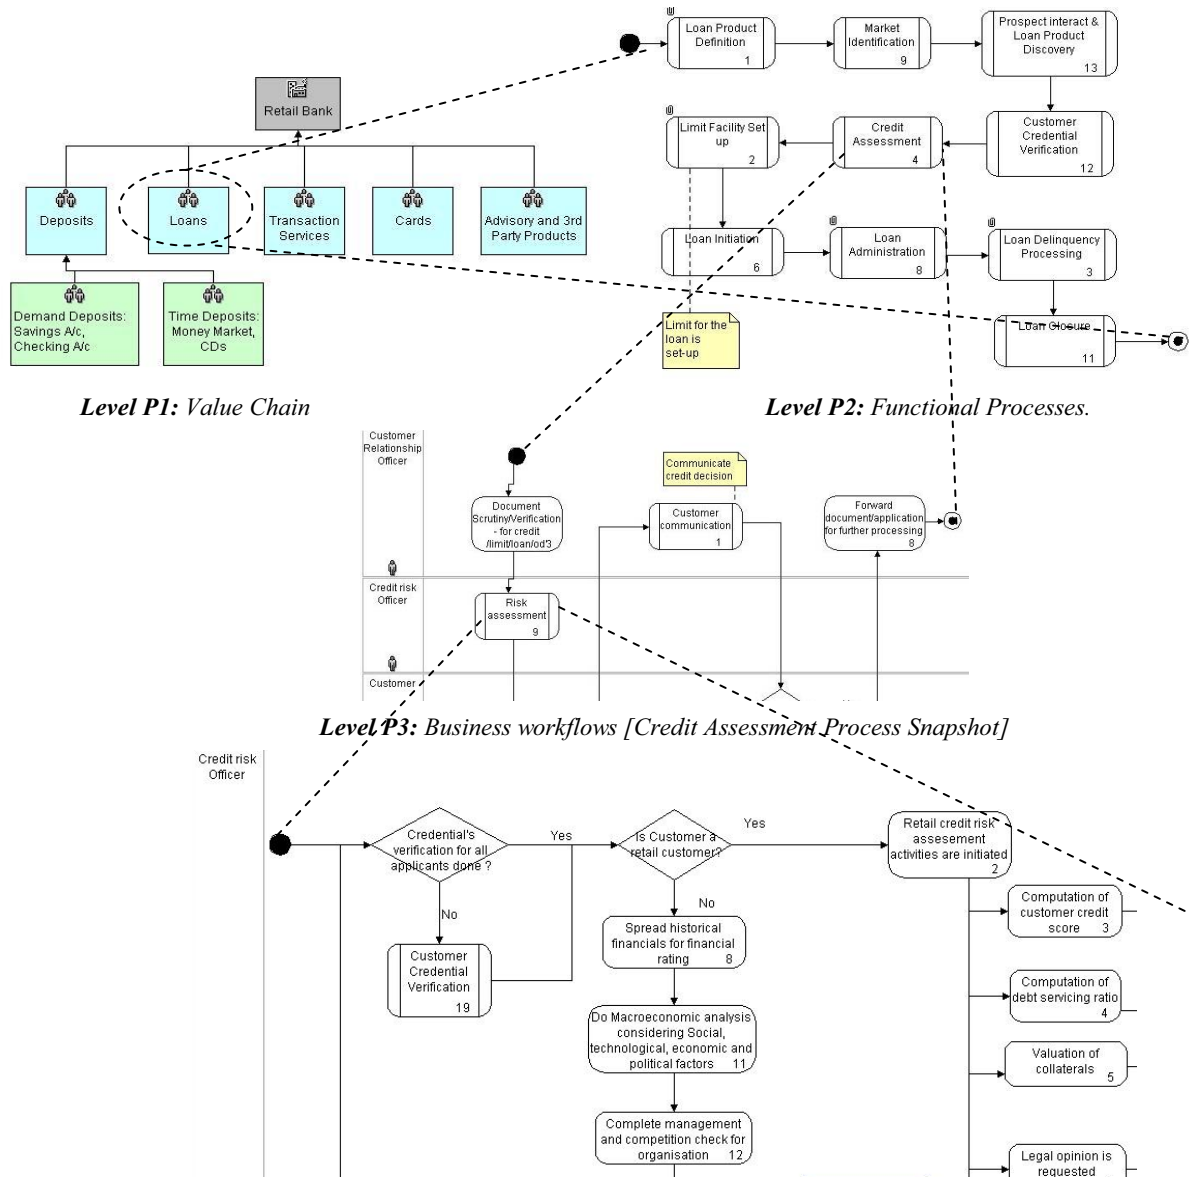 Loan Product
Definition
1
Market
Identification
9
Prospect interact &
Loan Product
Discovery
13
Retail Bank
Limit Facility Set
up
2
Credit
Assessment
4
Customer
Credential
Verification
12
Deposits
Loans
Transaction
Services
Cards
Advisory and 3rd
Party Products
Loan Initiation
6
Loan
Administration
8
Loan Delinquency
Processing
3
Demand Deposits:
Savings A/c,
Checking A/c
Time Deposits:
Money Market,
CDs
Limit for the
loan is
set-up
Loan Closure
11
Level P1: Value Chain
Level P2: Functional Processes.
Customer
Relationship
Officer
Communicate
credit decision
Document
Scrutiny/Verification
- for credit
/limit/loan/od'3
Customer
communication
1
Forward
document/application
for further processing
8
Credit risk
Officer
Risk
assessment
9
Customer
Level P3: Business workflows [Credit Assessment Process Snapshot]
Credit risk
Officer
Credential's
verification for all
applicants done ?
Yes
Is Customer a
retail customer?
Yes
Retail credit risk
assesement
activities are initiated
2
No
No
Computation of
customer credit
score 3
Spread historical
financials for financial
rating 8
Customer
Credential
Verification
19
Computation of
debt servicing ratio
4
Do Macroeconomic analysis
considering Social,
technological, economic and
political factors 11
Valuation of
collaterals
5
Complete management
and competition check for
organisation 12
Legal opinion is
requested